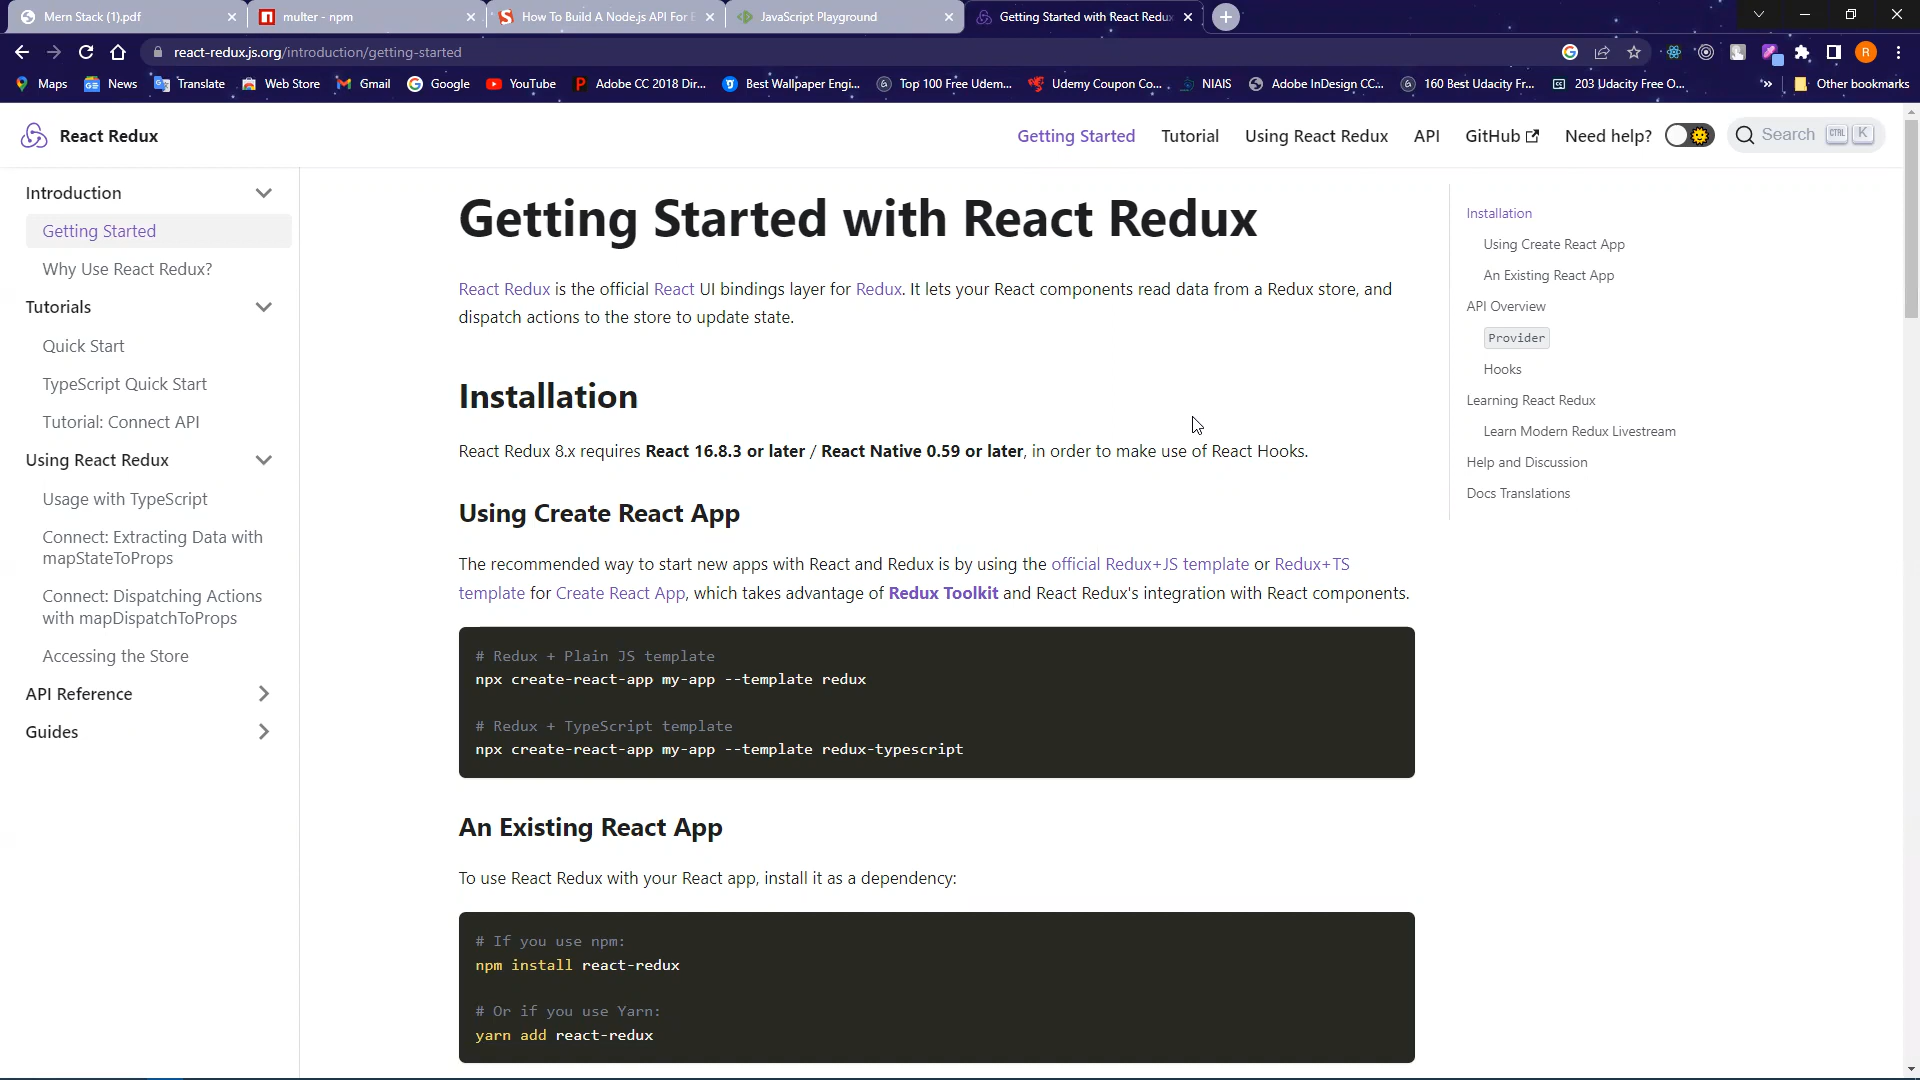 Mern Stack (1).pdf
multer - npm
How To Build A Node.js API For E
JavaScript Playground
Getting Started with React Redux
react-redux.js.org/introduction/getting-started
R
Maps
News
Translate
Web Store
Gmail
Google
YouTube
Adobe CC 2018 Dir...
Best Wallpaper Engi...
Top 100 Free Udem...
Udemy Coupon Co...
NIAIS
Adobe InDesign CC...
160 Best Udacity Fr...
203 Udacity Free O...
»
Other bookmarks
React Redux
Getting Started
Tutorial
Using React Redux
API
GitHub
Need help?
Search CTRL K
Introduction
Getting Started
Why Use React Redux?
Tutorials
Quick Start
TypeScript Quick Start
Tutorial: Connect API
Using React Redux
Usage with TypeScript
Connect: Extracting Data with
mapStateToProps
Connect: Dispatching Actions
with mapDispatchToProps
Accessing the Store
API Reference
Guides
Getting Started with React Redux
React Redux is the official React UI bindings layer for Redux. It lets your React components read data from a Redux store, and
dispatch actions to the store to update state.
Installation
React Redux 8.x requires React 16.8.3 or later / React Native 0.59 or later, in order to make use of React Hooks.
Using Create React App
The recommended way to start new apps with React and Redux is by using the official Redux+JS template or Redux+TS
template for Create React App, which takes advantage of Redux Toolkit and React Redux's integration with React components.
# Redux + Plain JS template
npx create-react-app my-app --template redux
# Redux + TypeScript template
npx create-react-app my-app --template redux-typescript
An Existing React App
To use React Redux with your React app, install it as a dependency:
# If you use npm:
npm install react-redux
# Or if you use Yarn:
yarn add react-redux
Installation
Using Create React App
An Existing React App
API Overview
Provider
Hooks
Learning React Redux
Learn Modern Redux Livestream
Help and Discussion
Docs Translations